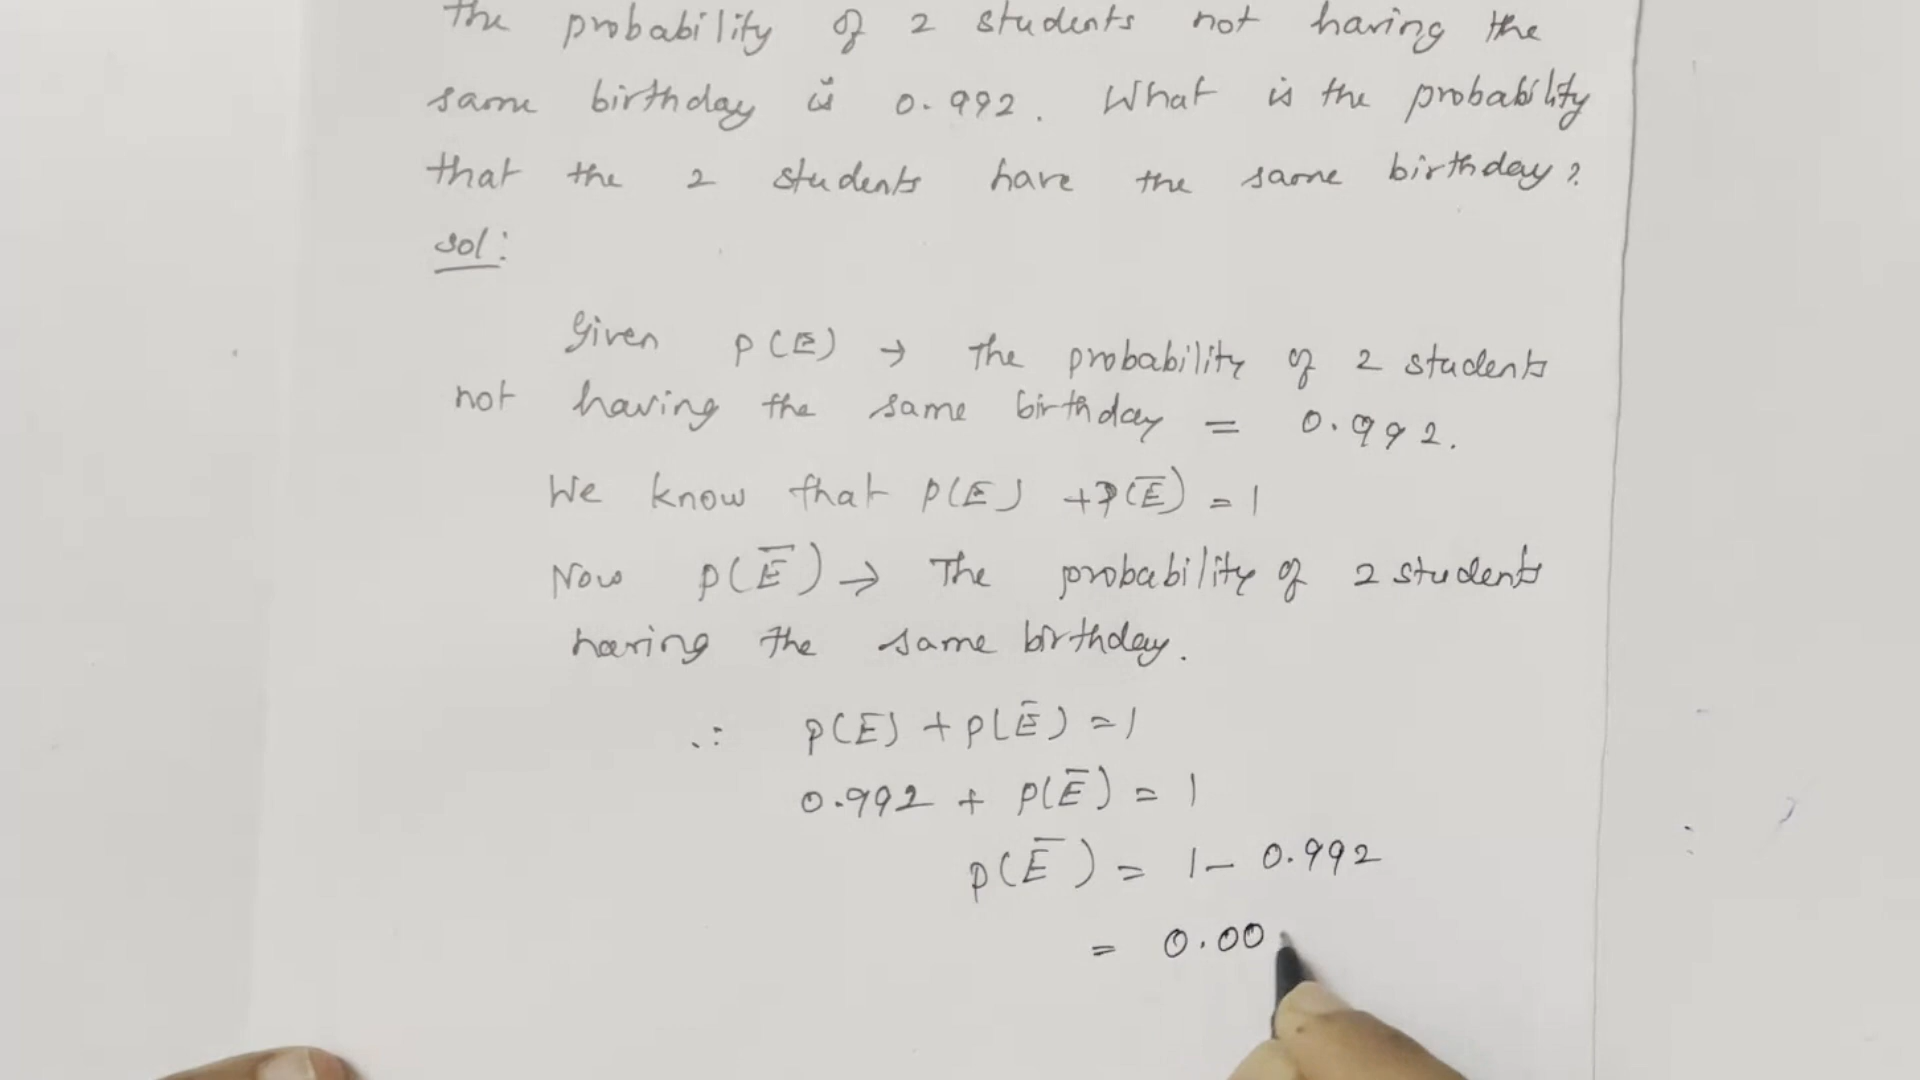 the probability of 2 students not having the
same birthday is 0.992. What is the probability
that the 2 students have the same birthday?
sol:
Given P(E) → The probability of 2 students
not having the same birthday = 0.992.
We know that P(E) + P(E̅) = 1
Now P(E̅) → The probability of 2 students
having the same birthday.
∴ P(E) + P(E̅) = 1
0.992 + P(E̅) = 1
P(E̅) = 1 - 0.992
= 0.00